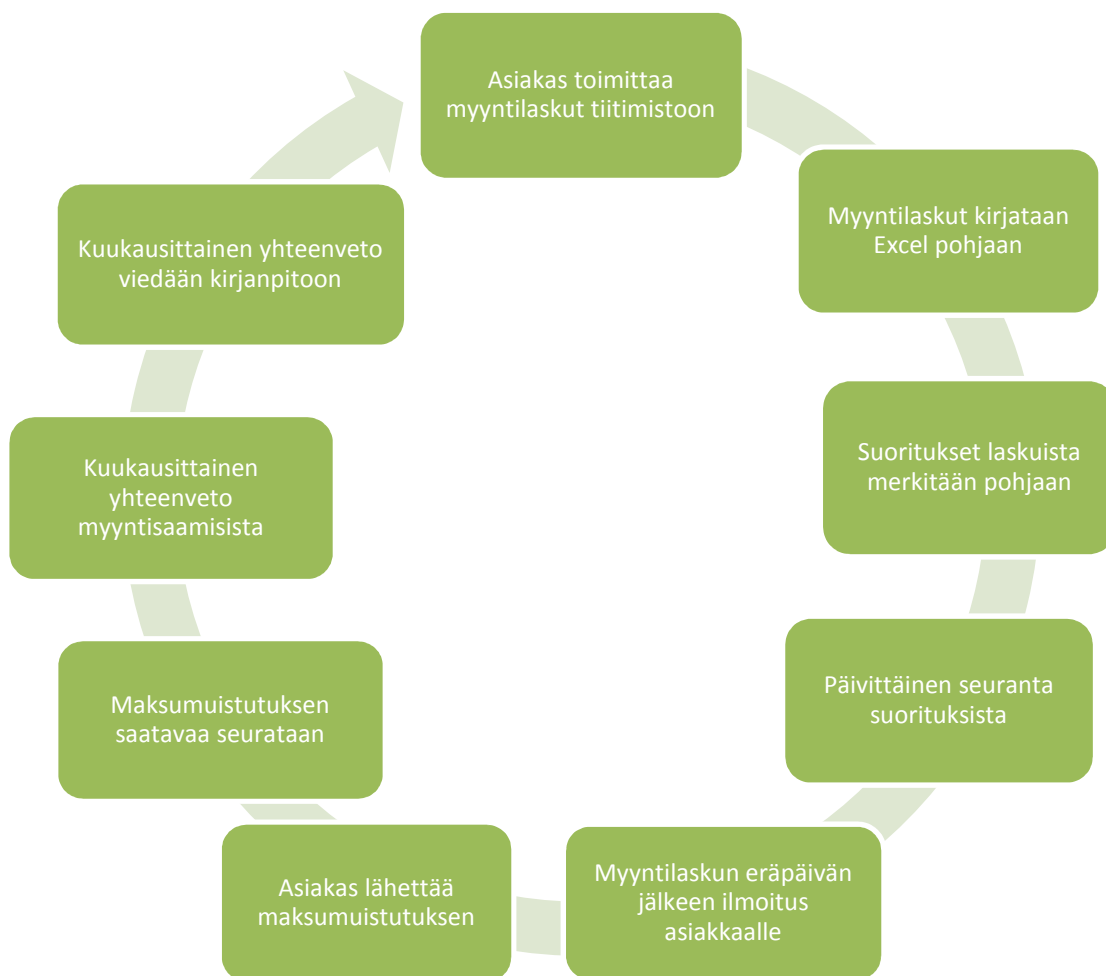 Asiakas toimittaa
myyntilaskut tiitimistoon
Myyntilaskut kirjataan
Excel pohjaan
Suoritukset laskuista
merkitään pohjaan
Päivittäinen seuranta
suorituksista
Myyntilaskun eräpäivän
jälkeen ilmoitus
asiakkaalle
Asiakas lähettää
maksumuistutuksen
Maksumuistutuksen
saatavaa seurataan
Kuukausittainen
yhteenveto
myyntisaamisista
Kuukausittainen yhteenveto
viedään kirjanpitoon